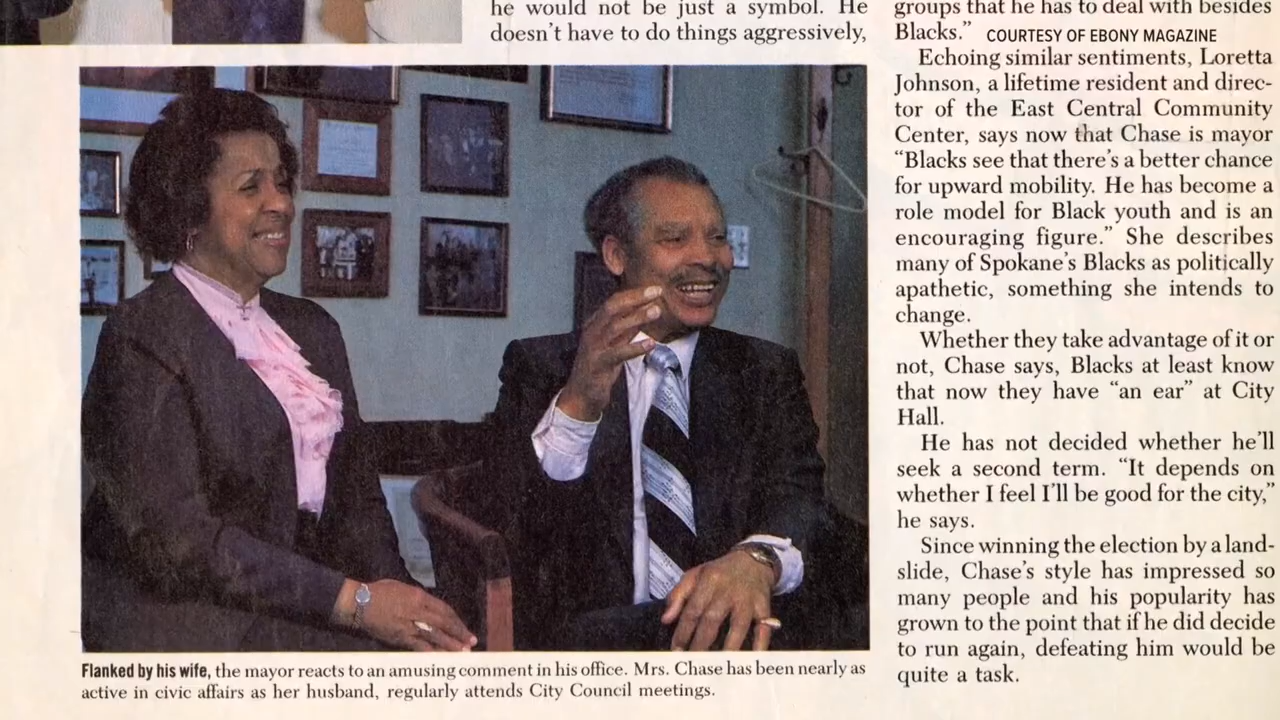 he would not be just a symbol. He
doesn't have to do things aggressively,
groups that he has to deal with besides
Blacks."
COURTESY OF EBONY MAGAZINE
Echoing similar sentiments, Loretta
Johnson, a lifetime resident and direc-
tor of the East Central Community
Center, says now that Chase is mayor
"Blacks see that there's a better chance
for upward mobility. He has become a
role model for Black youth and is an
encouraging figure." She describes
many of Spokane's Blacks as politically
apathetic, something she intends to
change.
Whether they take advantage of it or
not, Chase says, Blacks at least know
that now they have "an ear" at City
Hall.
He has not decided whether he'll
seek a second term. "It depends on
whether I feel I'll be good for the city,"
he says.
Since winning the election by a land-
slide, Chase's style has impressed so
many people and his popularity has
grown to the point that if he did decide
to run again, defeating him would be
quite a task.
Flanked by his wife, the mayor reacts to an amusing comment in his office. Mrs. Chase has been nearly as
active in civic affairs as her husband, regularly attends City Council meetings.